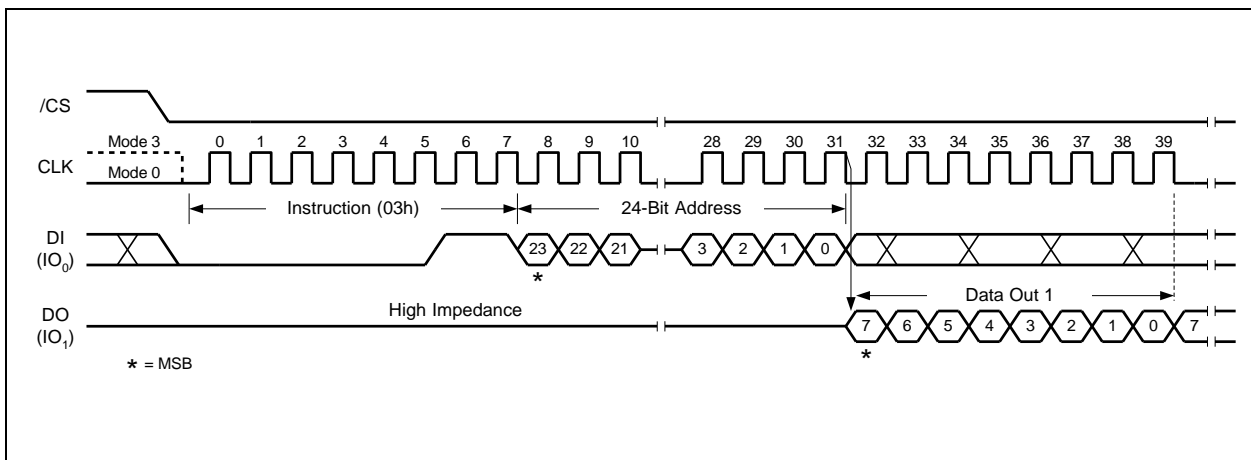 /CS
Mode 3
0 1 2 3 4 5 6 7 8 9 10 28 29 30 31 32 33 34 35 36 37 38 39
CLK
Mode 0
Instruction (03h)
24-Bit Address
DI
(IO0)
23 22 21 3 2 1 0
*
Data Out 1
High Impedance
DO
(IO1)
7 6 5 4 3 2 1 0 7
*
* = MSB